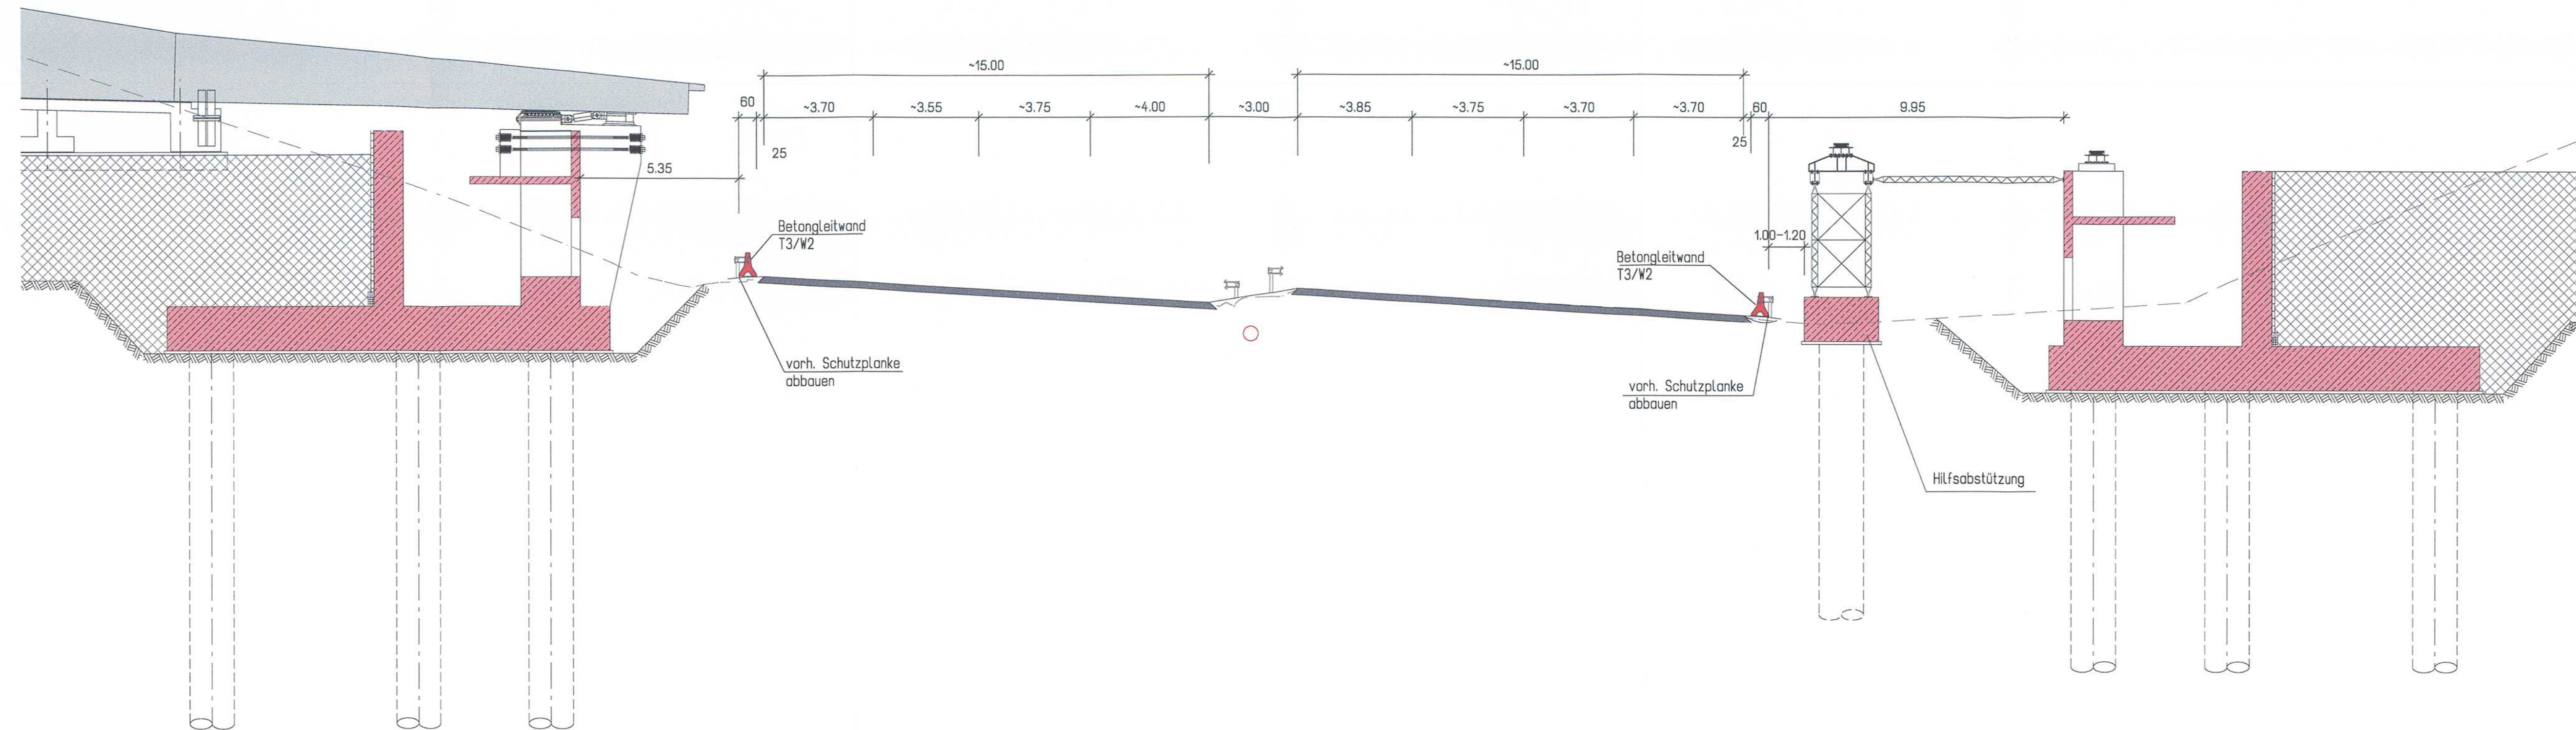 ~15.00
~15.00
60
~3.70
~3.55
~3.75
~4.00
~3.00
~3.85
~3.75
~3.70
~3.70
60
9.95
25
25
5.35
Betongleitwand
T3/W2
1.00-1.20
Betongleitwand
T3/W2
vorh. Schutzplanke
abbauen
vorh. Schutzplanke
abbauen
Hilfsabstützung